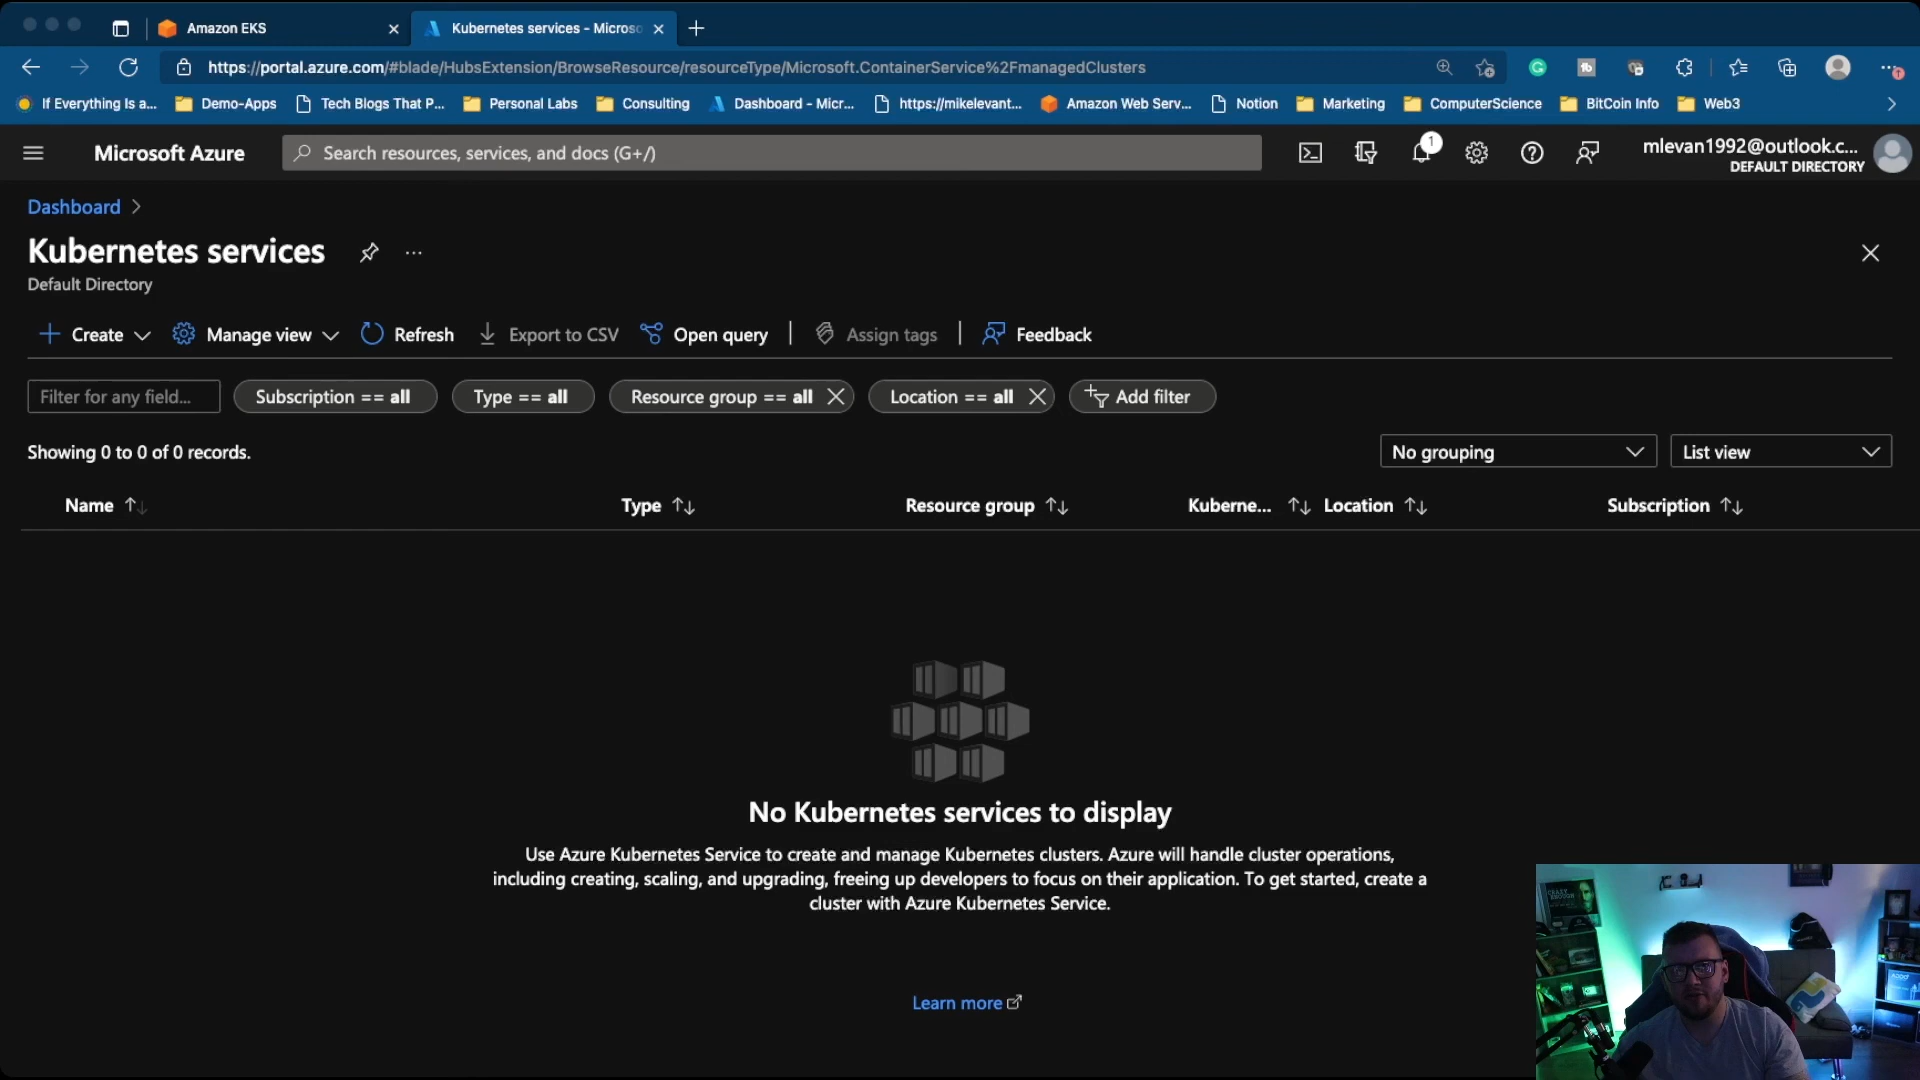 Amazon EKS
Kubernetes services - Microso
https://portal.azure.com/#blade/HubsExtension/BrowseResource/resourceType/Microsoft.ContainerService%2FmanagedClusters
If Everything Is a... Demo-Apps Tech Blogs That P... Personal Labs Consulting Dashboard - Micr... https://mikelevant... Amazon Web Serv... Notion Marketing ComputerScience BitCoin Info Web3
Microsoft Azure Search resources, services, and docs (G+/) 1 mlevan1992@outlook.c...
DEFAULT DIRECTORY
Dashboard
Kubernetes services ...
Default Directory
Create Manage view Refresh Export to CSV Open query Assign tags Feedback
Filter for any field... Subscription == all Type == all Resource group == all Location == all Add filter
Showing 0 to 0 of 0 records. No grouping List view
Name Type Resource group Kuberne... Location Subscription
No Kubernetes services to display
Use Azure Kubernetes Service to create and manage Kubernetes clusters. Azure will handle cluster operations,
including creating, scaling, and upgrading, freeing up developers to focus on their application. To get started, create a
cluster with Azure Kubernetes Service.
Learn more